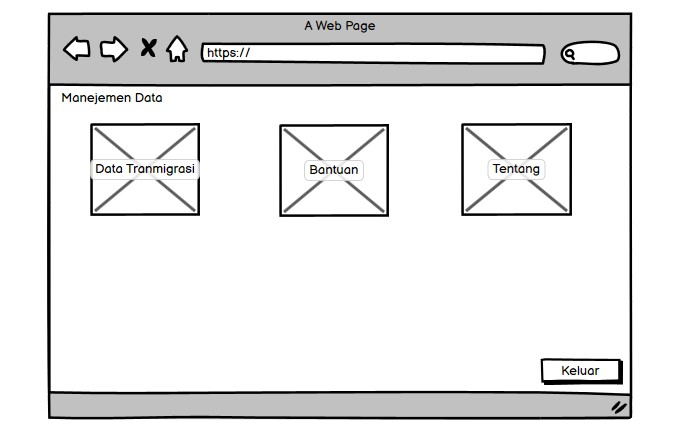 A Web Page
https://
Manejemen Data
Data Tranmigrasi
Bantuan
Tentang
Keluar